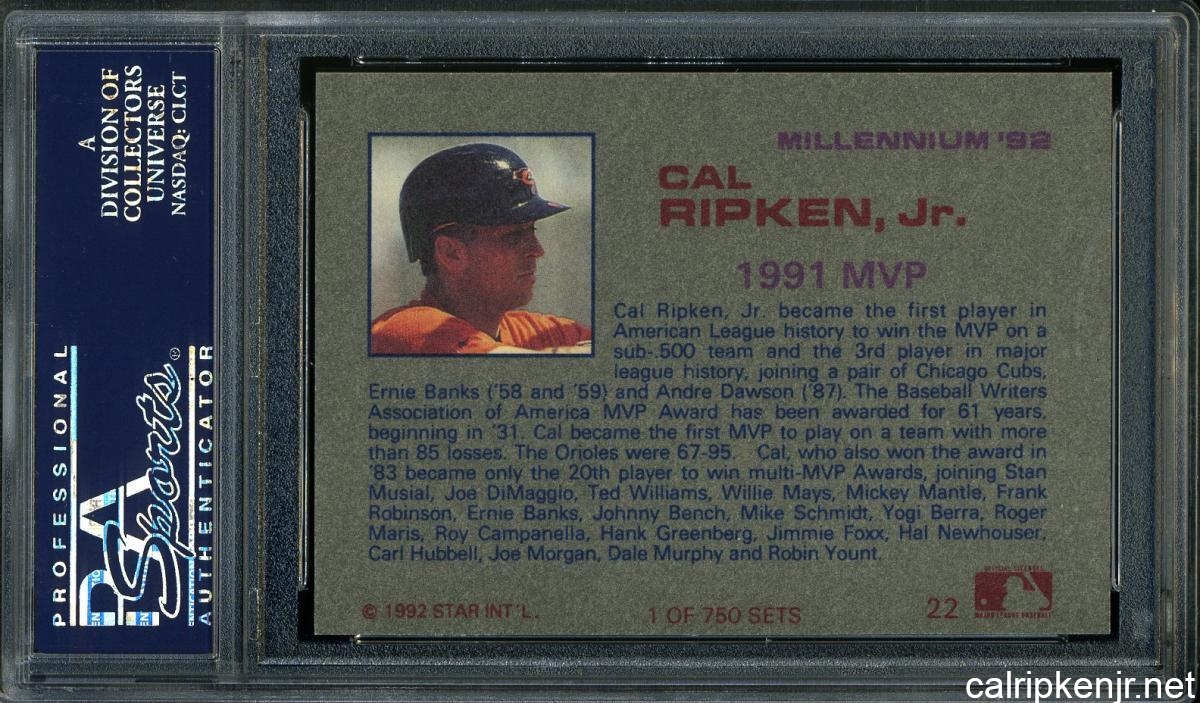 A
DIVISION OF
COLLECTORS
UNIVERSE
NASDAQ: CLCT
PROFESSIONAL
PSA
Sports®
AUTHENTICATOR
MILLENNIUM '92
CAL
RIPKEN, Jr.
1991 MVP
Cal Ripken, Jr. became the first player in
American League history to win the MVP on a
sub-.500 team and the 3rd player in major
league history, joining a pair of Chicago Cubs,
Ernie Banks ('58 and '59) and Andre Dawson ('87). The Baseball Writers
Association of America MVP Award has been awarded for 61 years,
beginning in '31. Cal became the first MVP to play on a team with more
than 85 losses. The Orioles were 67-95. Cal, who also won the award in
'83 became only the 20th player to win multi-MVP Awards, joining Stan
Musial, Joe DiMaggio, Ted Williams, Willie Mays, Mickey Mantle, Frank
Robinson, Ernie Banks, Johnny Bench, Mike Schmidt, Yogi Berra, Roger
Maris, Roy Campanella, Hank Greenberg, Jimmie Foxx, Hal Newhouser,
Carl Hubbell, Joe Morgan, Dale Murphy and Robin Yount.
© 1992 STAR INT'L.
1 OF 750 SETS
22
OFFICIAL LICENSEE
MAJOR LEAGUE BASEBALL
calripkenjr.net